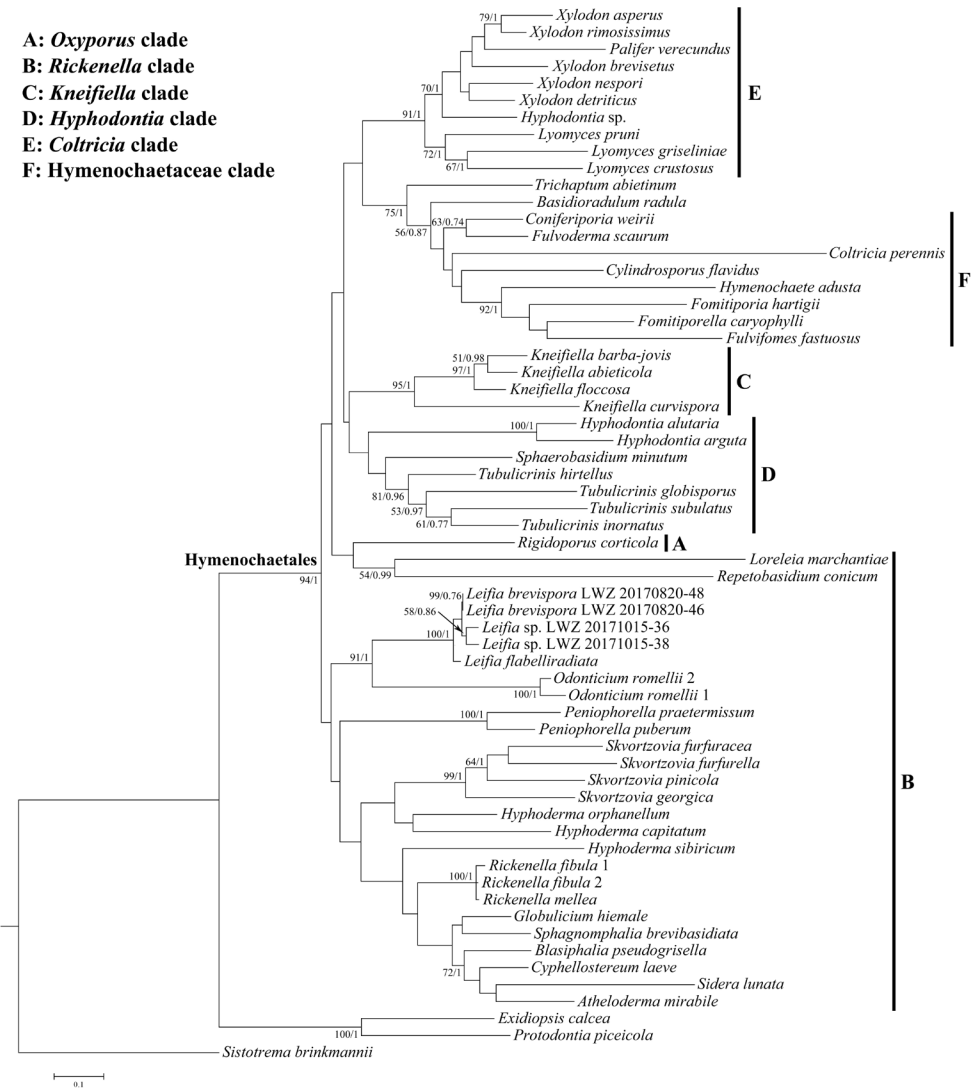 A: Oxyporus clade
B: Rickenella clade
C: Kneifiella clade
D: Hyphodontia clade
E: Coltricia clade
F: Hymenochaetaceae clade
79/1
Xylodon asperus
Xylodon rimosissimus
Palifer verecundus
Xylodon brevisetus
70/1
Xylodon nespori
E
Xylodon detriticus
91/1
Hyphodontia sp.
Lyomyces pruni
72/1
Lyomyces griseliniae
67/1
Lyomyces crustosus
Trichaptum abietinum
75/1
Basidioradulum radula
56/0.87
63/0.74
Coniferiporia weirii
Fulvoderma scaurum
Coltricia perennis
Cylindrosporus flavidus
F
Hymenochaete adusta
92/1
Fomitiporia hartigii
Fomitiporella caryophylli
Fulvifomes fastuosus
51/0.98
Kneifiella barba-jovis
97/1
Kneifiella abieticola
C
95/1
Kneifiella floccosa
Kneifiella curvispora
100/1
Hyphodontia alutaria
Hyphodontia arguta
Sphaerobasidium minutum
Tubulicrinis hirtellus
D
81/0.96
Tubulicrinis globisporus
53/0.97
Tubulicrinis subulatus
61/0.77
Tubulicrinis inornatus
Rigidoporus corticola
A
Hymenochaetales
94/1
Loreleia marchantiae
54/0.99
Repetobasidium conicum
99/0.76
Leifia brevispora LWZ 20170820-48
58/0.86
Leifia brevispora LWZ 20170820-46
100/1
Leifia sp. LWZ 20171015-36
Leifia sp. LWZ 20171015-38
91/1
Leifia flabelliradiata
Odonticium romellii 2
100/1
Odonticium romellii 1
100/1
Peniophorella praetermissum
Peniophorella puberum
Skvortzovia furfuracea
64/1
Skvortzovia furfurella
99/1
Skvortzovia pinicola
B
Skvortzovia georgica
Hyphoderma orphanellum
Hyphoderma capitatum
Hyphoderma sibiricum
Rickenella fibula 1
100/1
Rickenella fibula 2
Rickenella mellea
Globulicium hiemale
Sphagnomphalia brevibasidiata
Blasiphalia pseudogrisella
72/1
Cyphellostereum laeve
Sidera lunata
Atheloderma mirabile
Exidiopsis calcea
100/1
Protodontia piceicola
Sistotrema brinkmannii
0.1